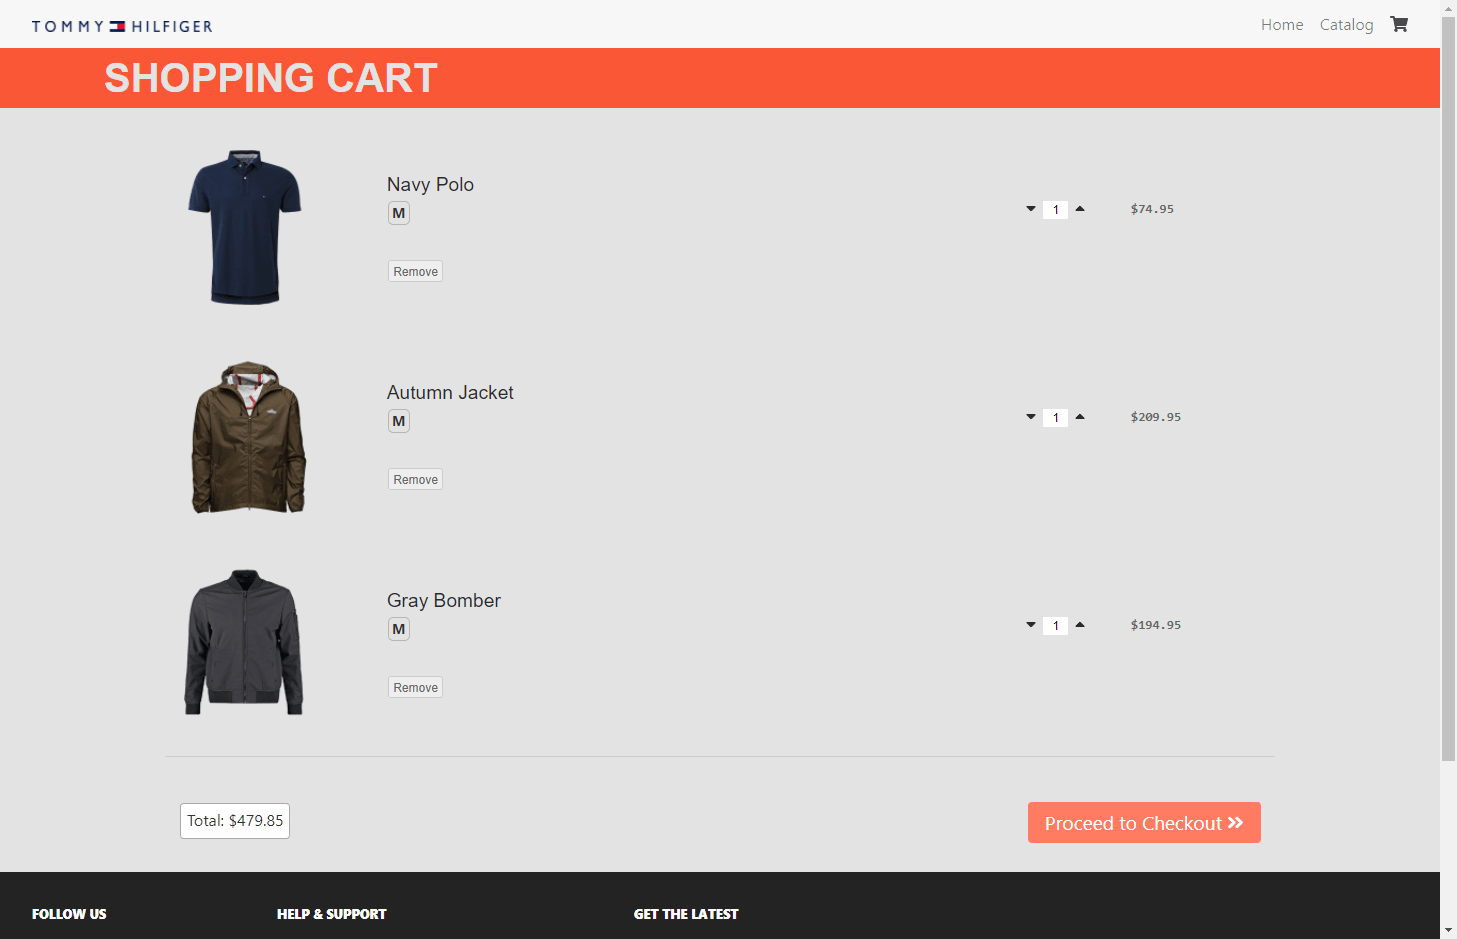 TOMMY HILFIGER
Home Catalog
SHOPPING CART
Navy Polo
M
1 $74.95
Remove
Autumn Jacket
M
1 $209.95
Remove
Gray Bomber
M
1 $194.95
Remove
Total: $479.85
Proceed to Checkout
FOLLOW US HELP & SUPPORT GET THE LATEST